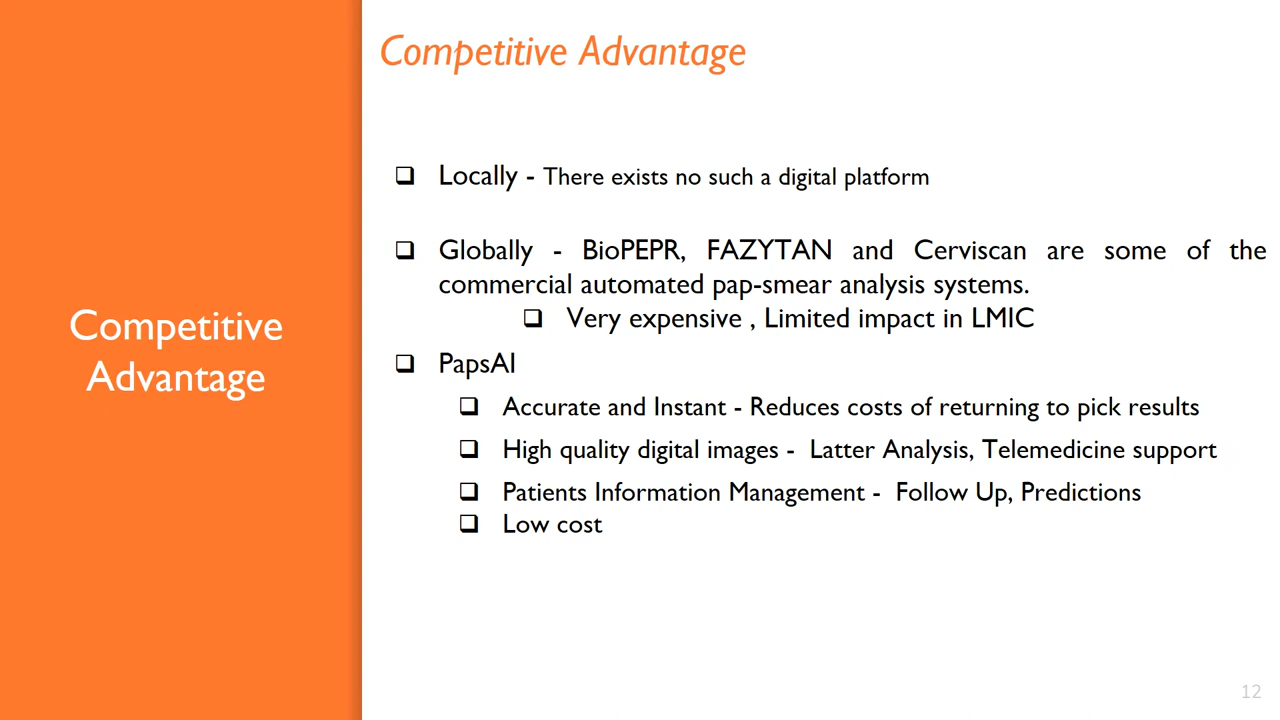 Competitive
Advantage
Competitive Advantage
❑ Locally - There exists no such a digital platform
❑ Globally - BioPEPR, FAZYTAN and Cerviscan are some of the
commercial automated pap-smear analysis systems.
❑ Very expensive , Limited impact in LMIC
❑ PapsAI
❑ Accurate and Instant - Reduces costs of returning to pick results
❑ High quality digital images - Latter Analysis, Telemedicine support
❑ Patients Information Management - Follow Up, Predictions
❑ Low cost
12